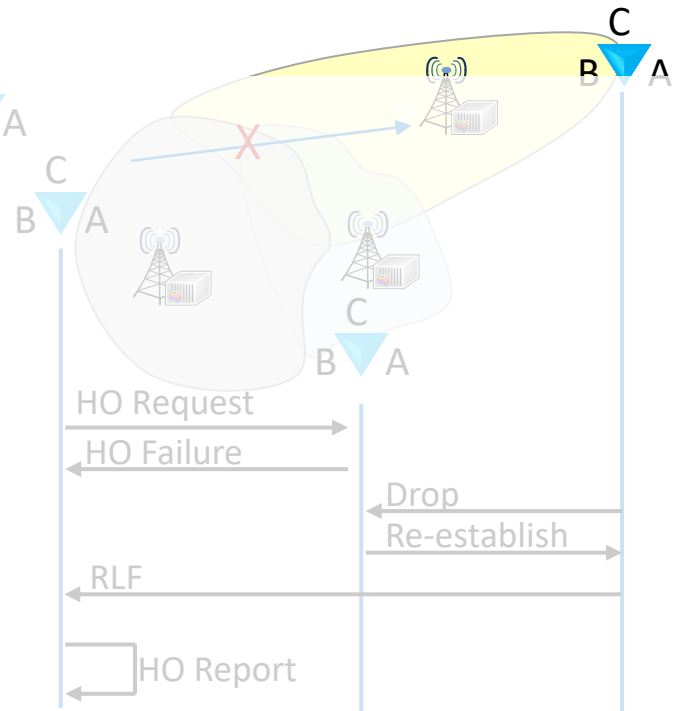 C
B A
A
X
C
B A
C
B A
HO Request
HO Failure
Drop
Re-establish
RLF
HO Report